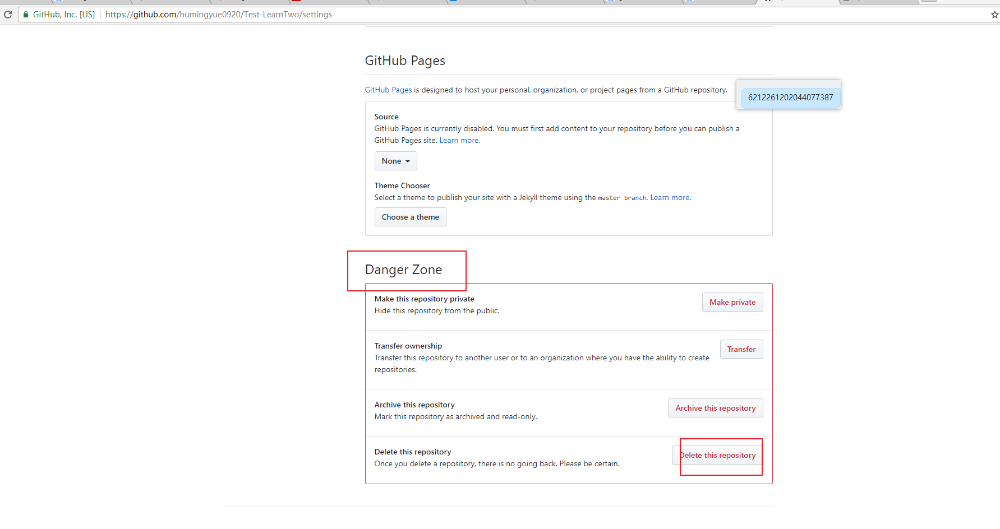 GitHub, Inc. [US] | https://github.com/humingyue0920/Test-LearnTwo/settings
GitHub Pages
GitHub Pages is designed to host your personal, organization, or project pages from a GitHub repository.
6212261202044077387
Source
GitHub Pages is currently disabled. You must first add content to your repository before you can publish a
GitHub Pages site. Learn more.
None
Theme Chooser
Select a theme to publish your site with a Jekyll theme using the master branch. Learn more.
Choose a theme
Danger Zone
Make this repository private
Hide this repository from the public.
Make private
Transfer ownership
Transfer this repository to another user or to an organization where you have the ability to create
repositories.
Transfer
Archive this repository
Mark this repository as archived and read-only.
Archive this repository
Delete this repository
Once you delete a repository, there is no going back. Please be certain.
Delete this repository